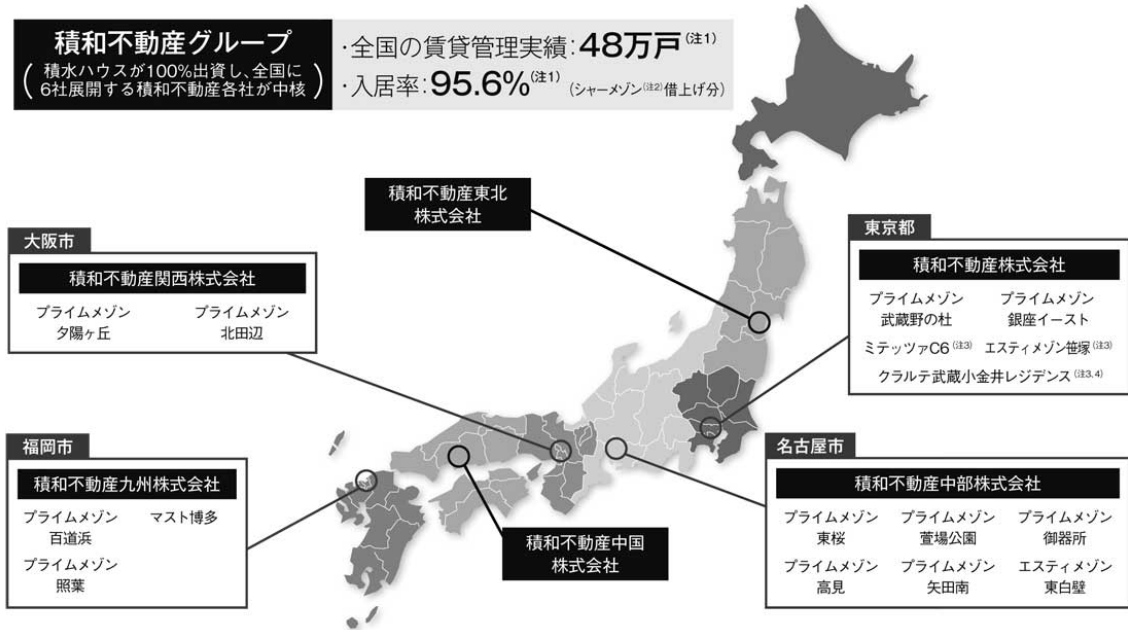 積和不動産グループ
(積水ハウスが100%出資し、全国に
6社展開する積和不動産各社が中核)
・全国の賃貸管理実績:48万戸(注1)
・入居率:95.6%(注1) (シャーメゾン(注2)借上げ分)
積和不動産東北
株式会社
大阪市
積和不動産関西株式会社
プライムメゾン
夕陽ヶ丘
プライムメゾン
北田辺
東京都
積和不動産株式会社
プライムメゾン
武蔵野の杜
プライムメゾン
銀座イースト
ミテッツァC6(注3) エスティメゾン笹塚(注3)
クラルテ武蔵小金井レジデンス(注3、4)
福岡市
積和不動産九州株式会社
プライムメゾン
百道浜
マスト博多
プライムメゾン
照葉
積和不動産中国
株式会社
名古屋市
積和不動産中部株式会社
プライムメゾン
東桜
プライムメゾン
萱場公園
プライムメゾン
御器所
プライムメゾン
高見
プライムメゾン
矢田南
エスティメゾン
東白壁